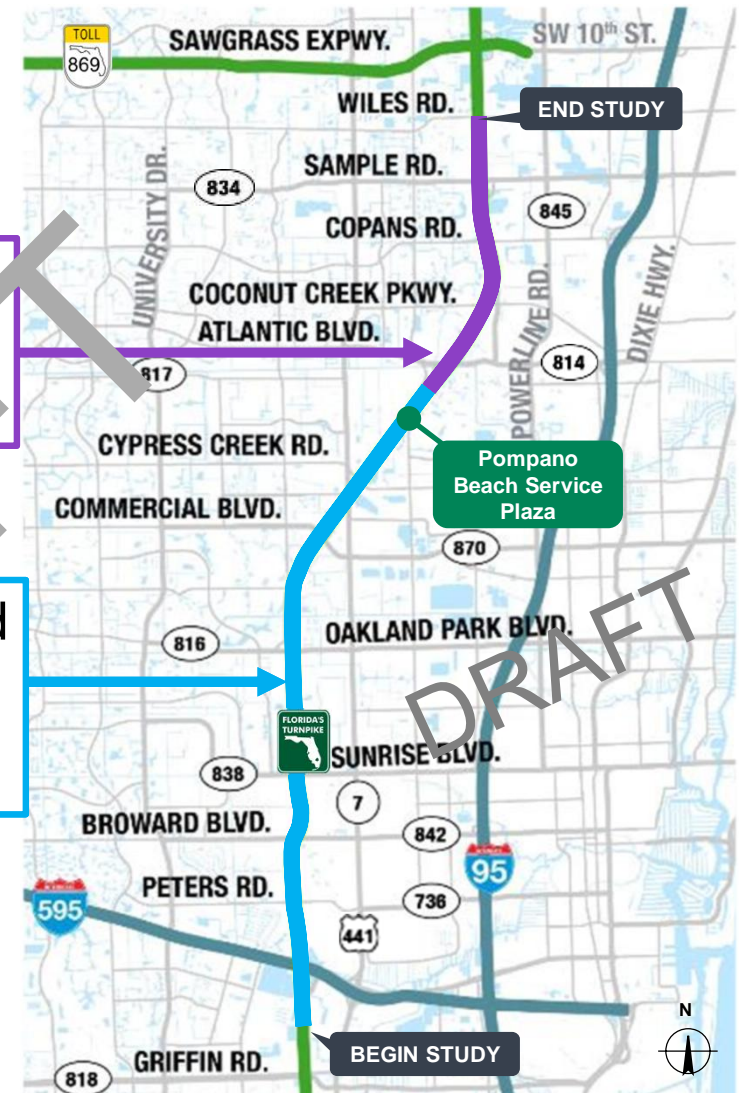 TOLL
869
SAWGRASS EXPWY.
SW 10th ST.
WILES RD.
END STUDY
SAMPLE RD.
834
UNIVERSITY DR.
845
COPANS RD.
COCONUT CREEK PKWY.
POWERLINE RD.
DIXIE HWY.
ATLANTIC BLVD.
814
817
CYPRESS CREEK RD.
Pompano
Beach Service
Plaza
COMMERCIAL BLVD.
870
816
OAKLAND PARK BLVD.
DRAFT
FLORIDA'S
TURNPIKE
SUNRISE BLVD.
838
7
BROWARD BLVD.
842
95
PETERS RD.
736
595
441
N
BEGIN STUDY
GRIFFIN RD.
818